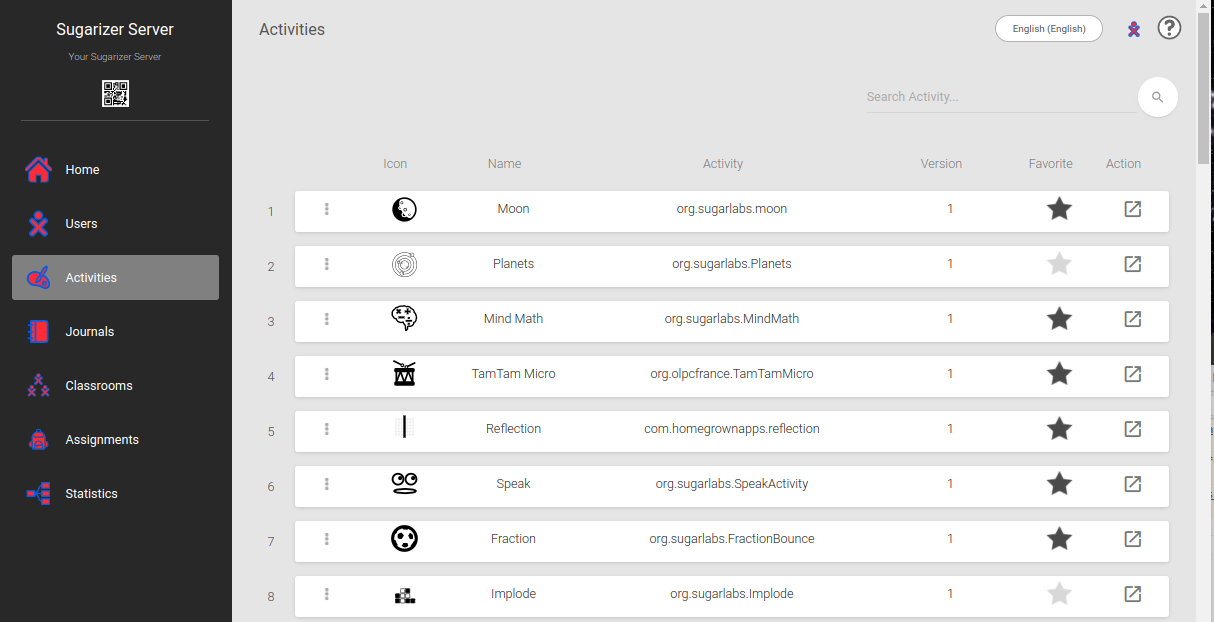 Sugarizer Server
Your Sugarizer Server
Home
Users
Activities
Journals
Classrooms
Assignments
Statistics
Activities
English (English)
Search Activity...
Icon Name Activity Version Favorite Action
1 Moon org.sugarlabs.moon 1
2 Planets org.sugarlabs.Planets 1
3 Mind Math org.sugarlabs.MindMath 1
4 TamTam Micro org.olpcfrance.TamTamMicro 1
5 Reflection com.homegrownapps.reflection 1
6 Speak org.sugarlabs.SpeakActivity 1
7 Fraction org.sugarlabs.FractionBounce 1
8 Implode org.sugarlabs.Implode 1